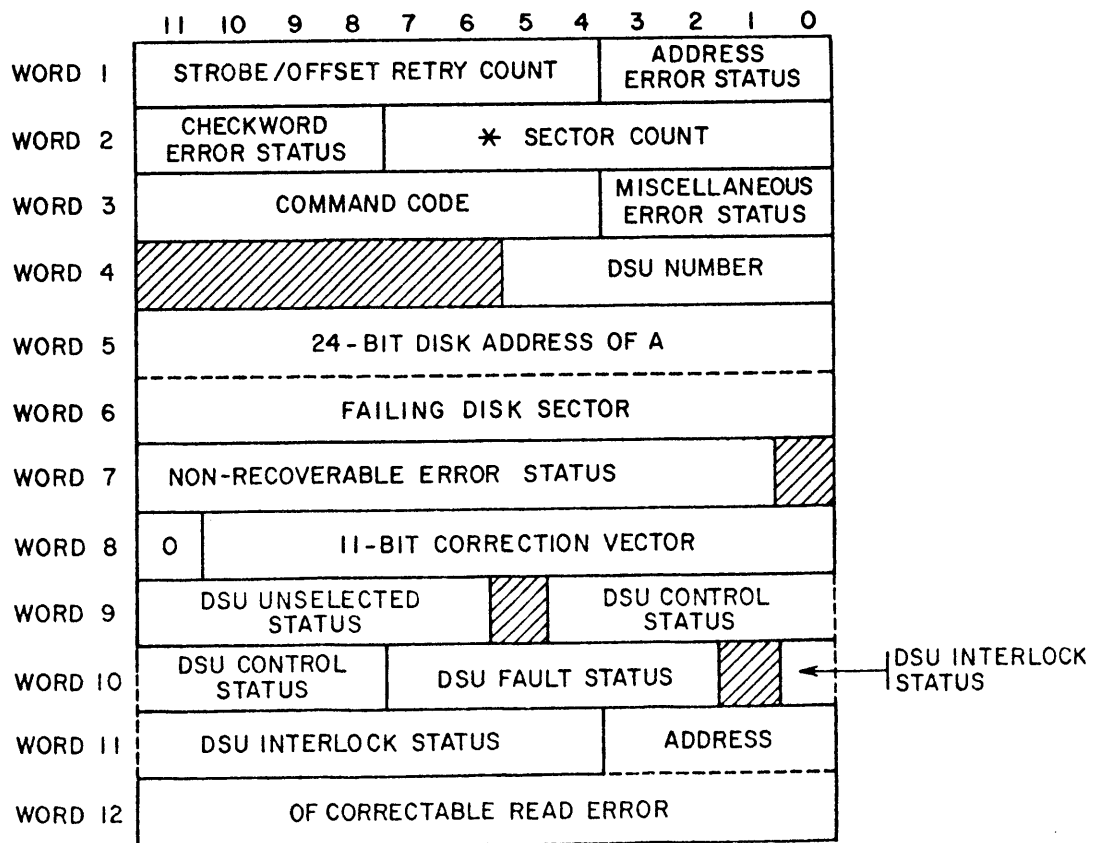 11 10 9 8 7 6 5 4 3 2 1 0
WORD 1
STROBE/OFFSET RETRY COUNT
ADDRESS
ERROR STATUS
WORD 2
CHECKWORD
ERROR STATUS
* SECTOR COUNT
WORD 3
COMMAND CODE
MISCELLANEOUS
ERROR STATUS
WORD 4
DSU NUMBER
WORD 5
24-BIT DISK ADDRESS OF A
WORD 6
FAILING DISK SECTOR
WORD 7
NON-RECOVERABLE ERROR STATUS
WORD 8
0
11-BIT CORRECTION VECTOR
WORD 9
DSU UNSELECTED
STATUS
DSU CONTROL
STATUS
WORD 10
DSU CONTROL
STATUS
DSU FAULT STATUS
DSU INTERLOCK
STATUS
WORD 11
DSU INTERLOCK STATUS
ADDRESS
WORD 12
OF CORRECTABLE READ ERROR